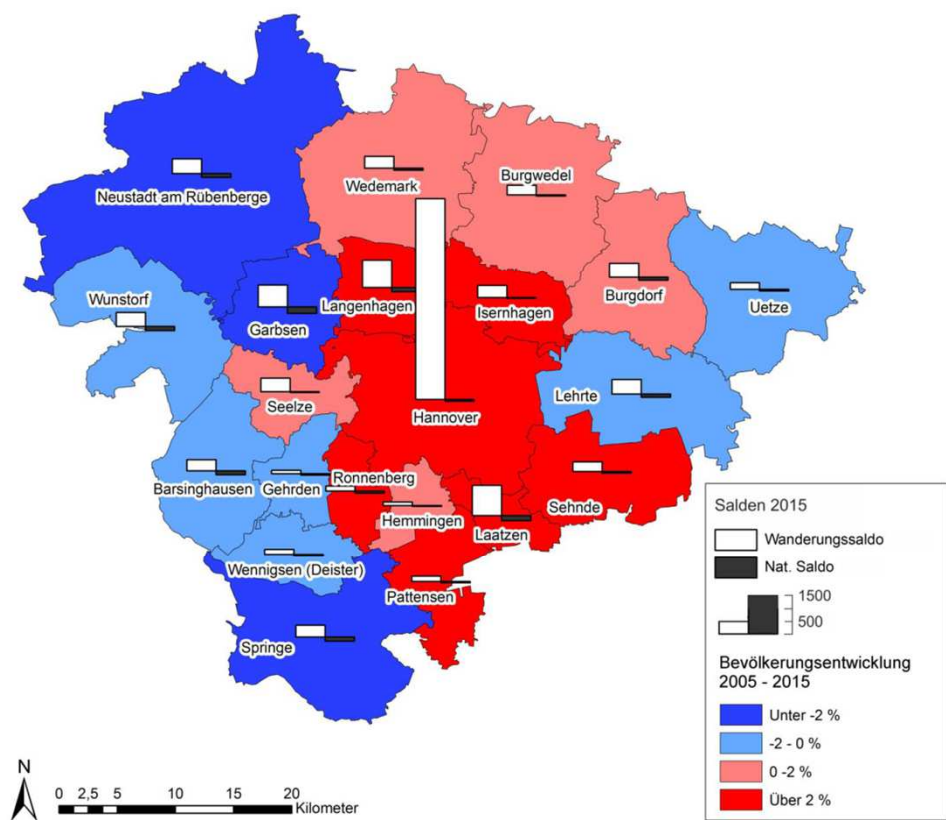 Burgwedel
Wedemark
Neustadt am Rübenberge
Wunstorf
Langenhagen
Isernhagen
Burgdorf
Uetze
Garbsen
Lehrte
Seelze
Hannover
Ronnenberg
Barsinghausen
Gehrden
Sehnde
Hemmingen
Laatzen
Wennigsen (Deister)
Pattensen
Springe
Salden 2015
Wanderungssaldo
Nat. Saldo
1500
500
Bevölkerungsentwicklung
2005 - 2015
Unter -2 %
-2 - 0 %
0 -2 %
Über 2 %
N
0 2,5 5 10 15 20
Kilometer